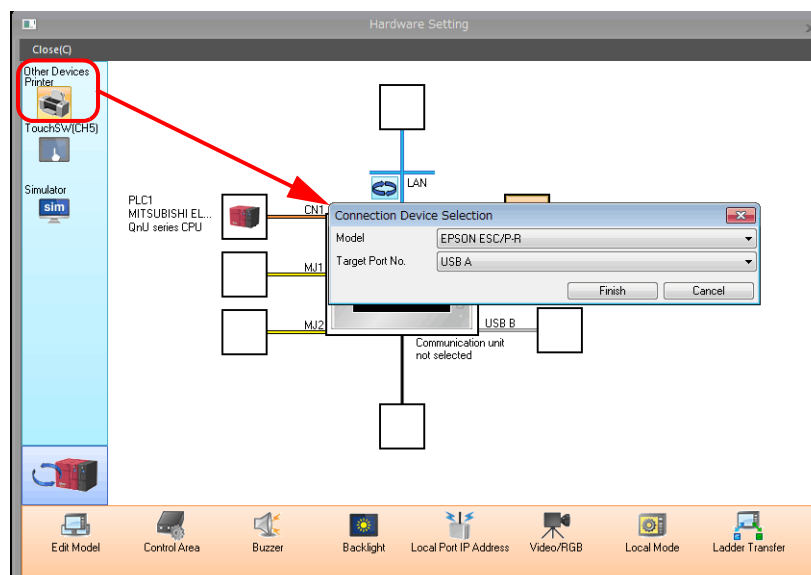 Hardware Setting
Close(C)
Other Devices
Printer
TouchSW(CH5)
Simulator
sim
LAN
PLC1
MITSUBISHI EL...
QnU series CPU
CN1
Connection Device Selection
Model
EPSON ESC/P-R
Target Port No.
USB A
Finish
Cancel
MJ1
MJ2
USB B
Communication unit
not selected
Edit Model
Control Area
Buzzer
Backlight
Local Port IP Address
Video/RGB
Local Mode
Ladder Transfer